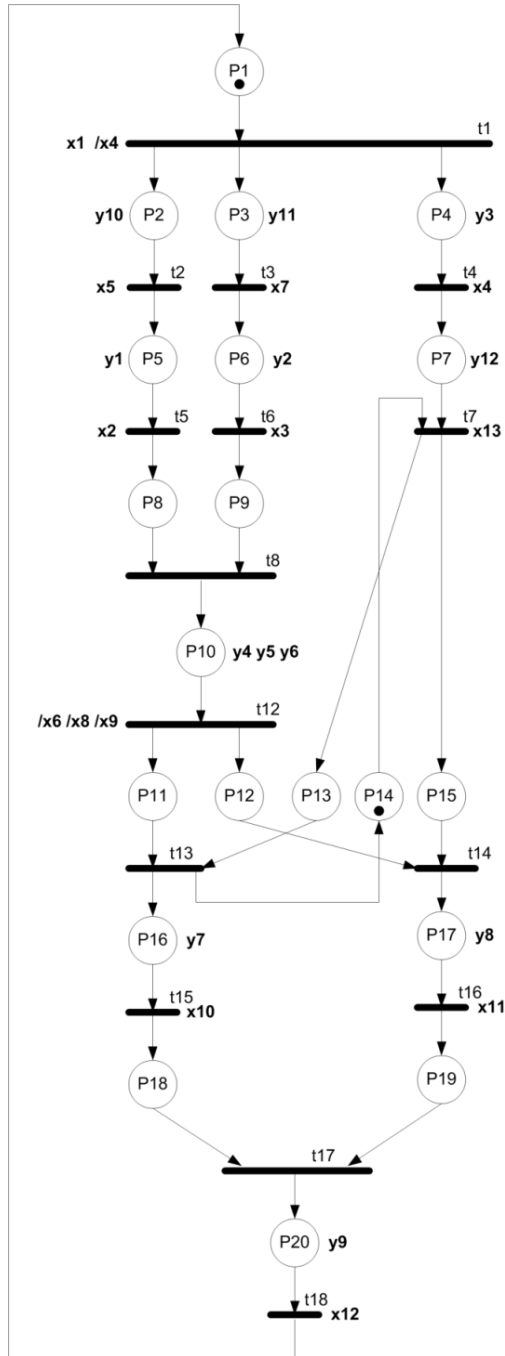 P1
x1 /x4 t1
y10 P2 P3 y11 P4 y3
x5 t2 t3 x7 t4 x4
y1 P5 P6 y2 P7 y12
x2 t5 t6 x3 t7 x13
P8 P9
t8
P10 y4 y5 y6
/x6 /x8 /x9 t12
P11 P12 P13 P14 P15
t13 t14
P16 y7 P17 y8
t15 x10 t16 x11
P18 P19
t17
P20 y9
t18 x12